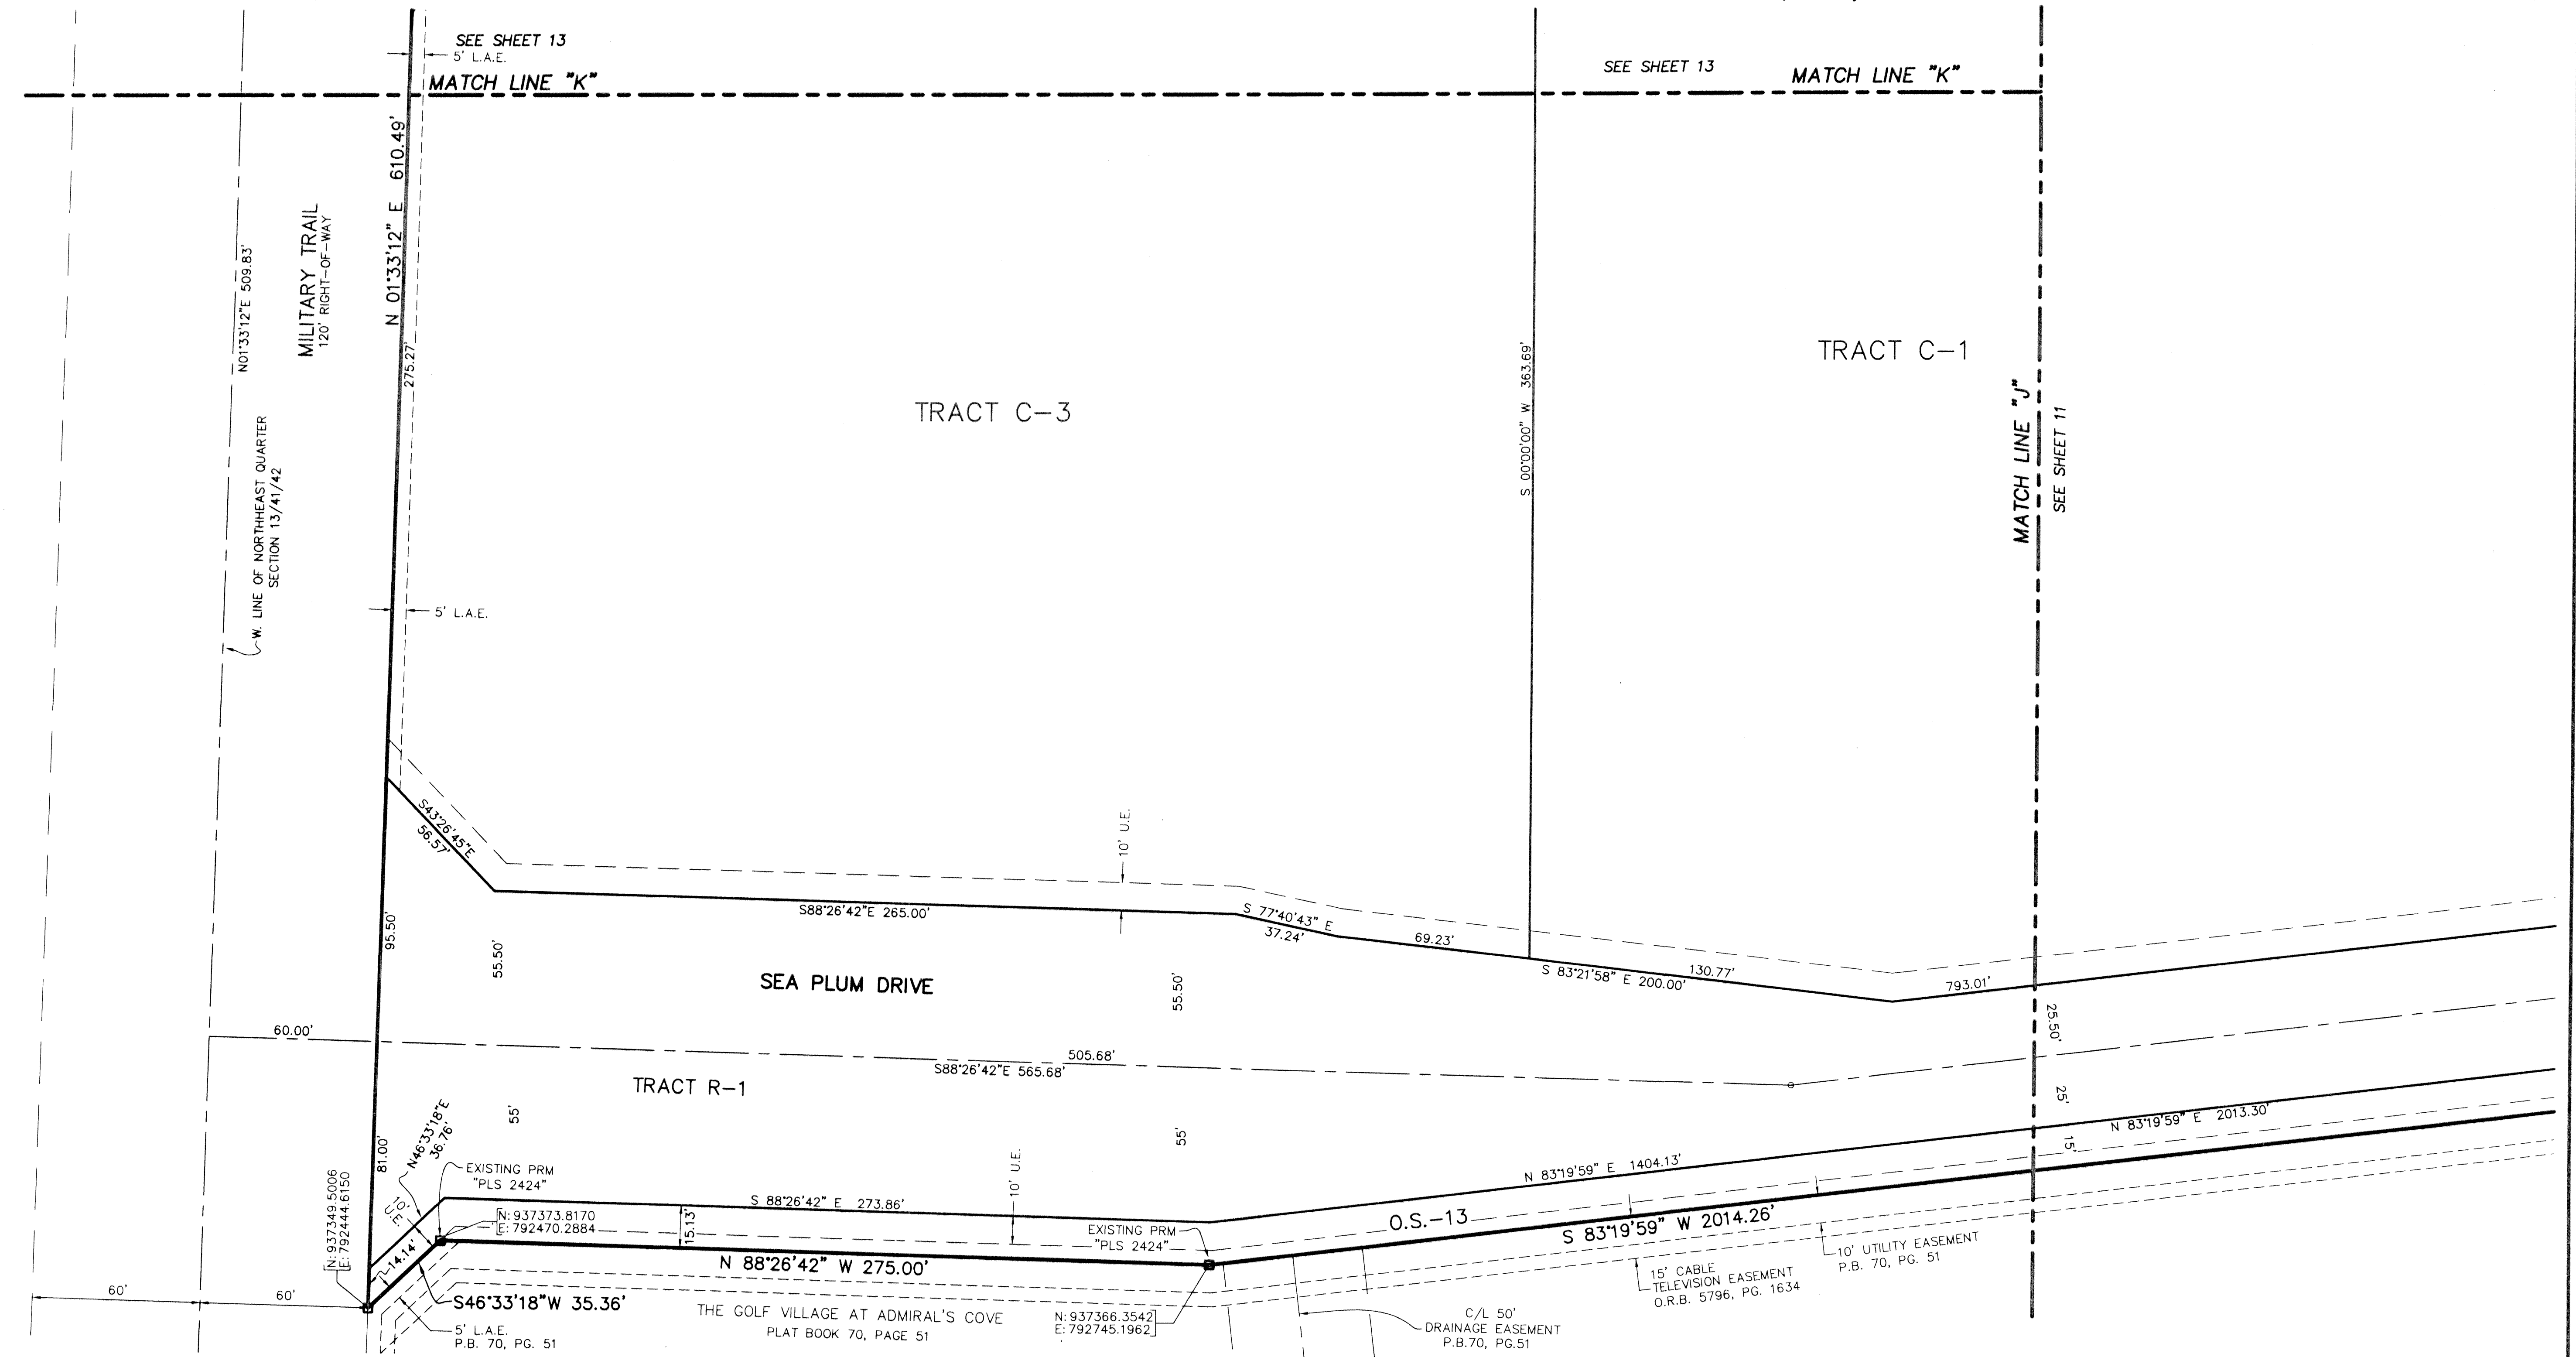 SEE SHEET 13
5' L.A.E.
MATCH LINE "K"
SEE SHEET 13
MATCH LINE "K"
N 01°33'12" E 610.49'
N01°33'12"E 509.83'
MILITARY TRAIL
120' RIGHT-OF-WAY
275.27'
W. LINE OF NORTHHEAST QUARTER
SECTION 13/41/42
TRACT C-3
S 00°00'00" W 363.69'
TRACT C-1
MATCH LINE "J"
SEE SHEET 11
5' L.A.E.
S43°26'45"E
56.57'
10' U.E.
S88°26'42"E 265.00'
S 77°40'43" E
37.24'
69.23'
S 83°21'58" E 200.00'
130.77'
793.01'
95.50'
55.50'
SEA PLUM DRIVE
55.50'
25.50'
60.00'
505.68'
S88°26'42"E 565.68'
TRACT R-1
55'
55'
25'
15'
N 83°19'59" E 2013.30'
81.00'
N46°33'18"E
36.76'
EXISTING PRM
"PLS 2424"
10'
U.E.
14.14'
N: 937349.5006
E: 792444.6150
N: 937373.8170
E: 792470.2884
S 88°26'42" E 273.86'
15.13'
10' U.E.
EXISTING PRM
"PLS 2424"
N 83°19'59" E 1404.13'
O.S.-13
S 83°19'59" W 2014.26'
N 88°26'42" W 275.00'
60'
60'
S46°33'18"W 35.36'
5' L.A.E.
P.B. 70, PG. 51
THE GOLF VILLAGE AT ADMIRAL'S COVE
PLAT BOOK 70, PAGE 51
N: 937366.3542
E: 792745.1962
C/L 50'
DRAINAGE EASEMENT
P.B.70, PG.51
15' CABLE
TELEVISION EASEMENT
O.R.B. 5796, PG. 1634
10' UTILITY EASEMENT
P.B. 70, PG. 51